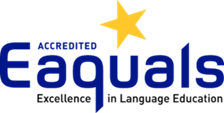 ACCREDITED
Eaquals
Excellence in Language Education